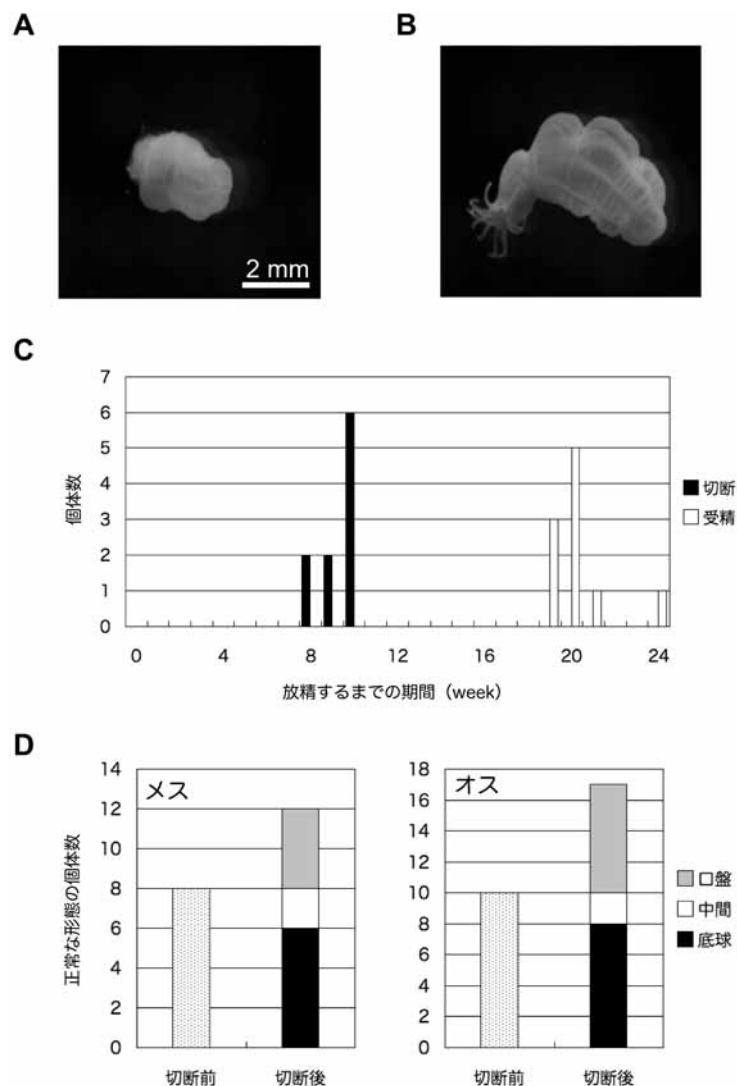 A
B
2 mm
C
7
6
5
4
3
2
1
0
個体数
0 4 8 12 16 20 24
放精するまでの期間（week）
切断
受精
D
メス
14
12
10
8
6
4
2
0
正常な形態の個体数
切断前 切断後
オス
18
16
14
12
10
8
6
4
2
0
切断前 切断後
口盤
中間
底球